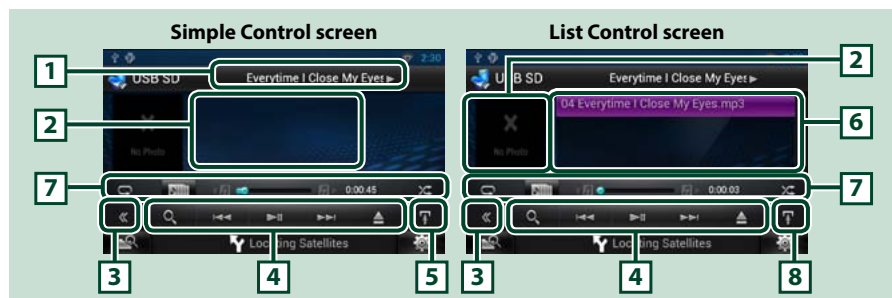 Simple Control screen
List Control screen
2:30
USB SD
Everytime I Close My Eyes
No Photo
0:00:45
Locating Satellites
1
2
7
3
4
5
USB SD
Everytime I Close My Eyes
04 Everytime I Close My Eyes.mp3
No Photo
0:00:03
Locating Satellites
2
6
7
3
4
8